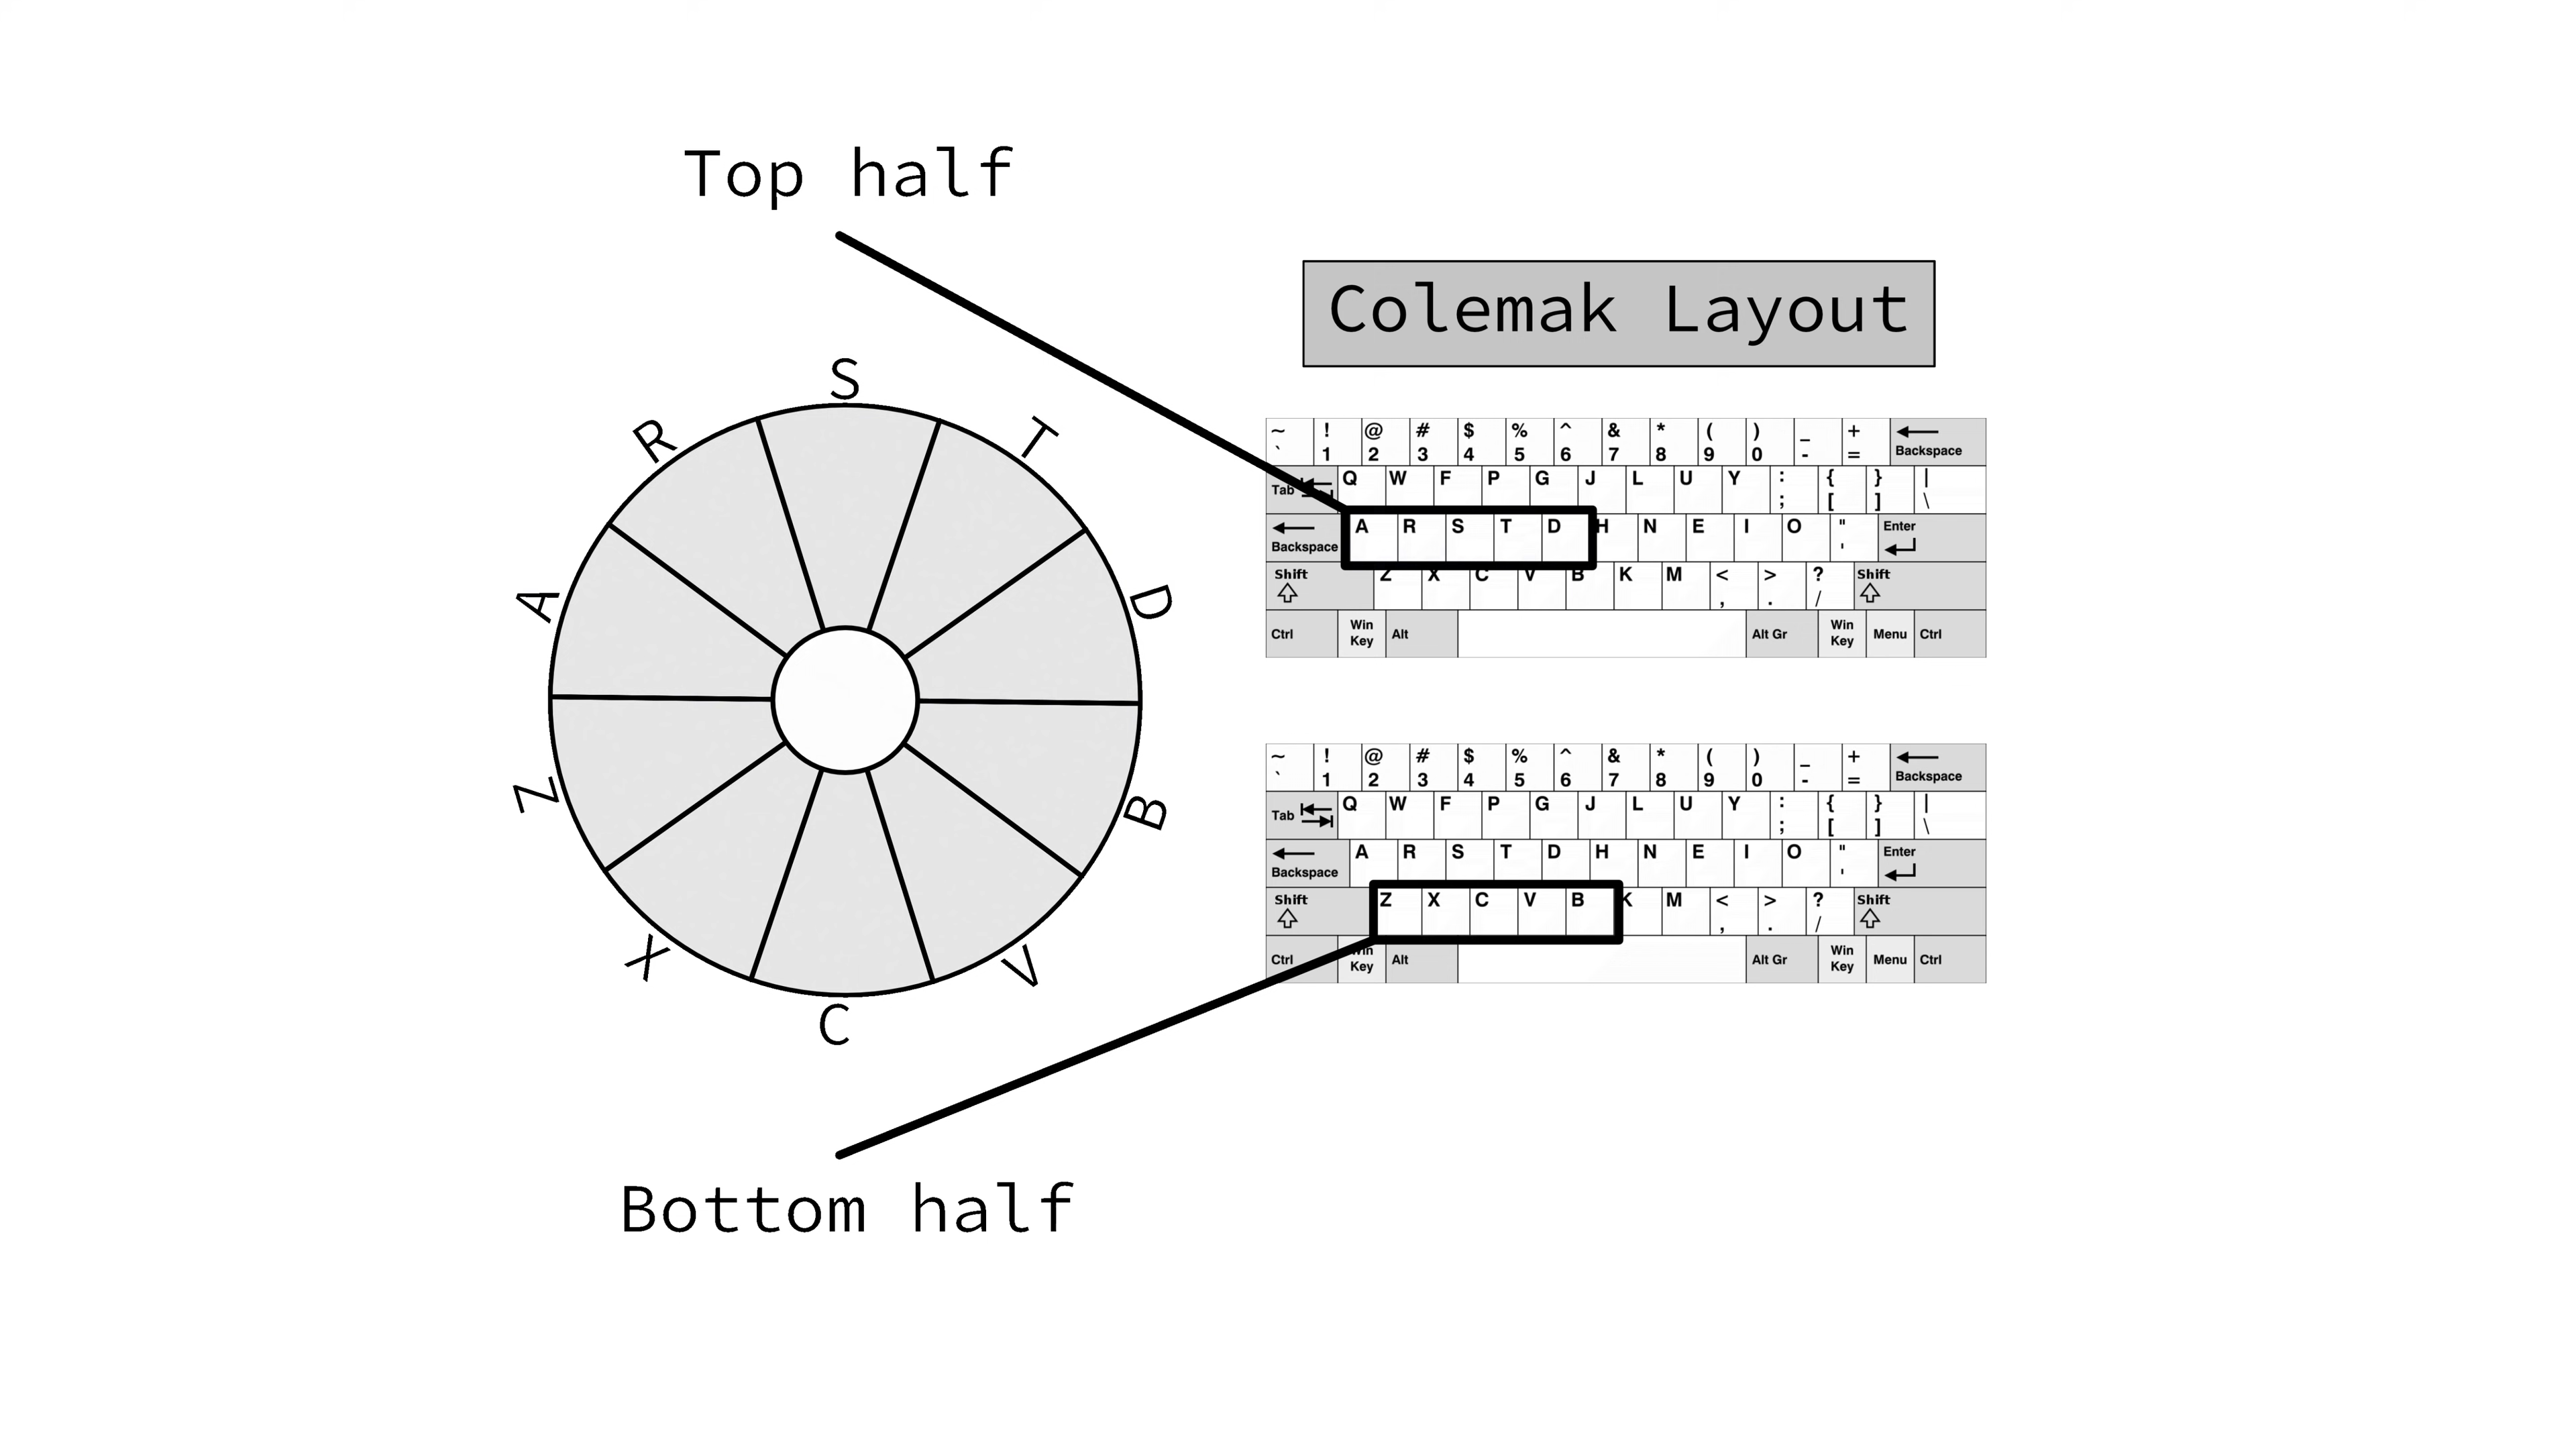 Top half
Colemak Layout
S
R
T
A
D
Z
B
X
V
C
~ ! @ # $ % ^ & * ( ) _ +
` 1 2 3 4 5 6 7 8 9 0 - = Backspace
Tab Q W F P G J L U Y : { } |
; [ ] \
Backspace A R S T D H N E I O " Enter
'
Shift Z X C V B K M < > ? Shift
, . /
Ctrl Win Key Alt Alt Gr Win Key Menu Ctrl
~ ! @ # $ % ^ & * ( ) _ +
` 1 2 3 4 5 6 7 8 9 0 - = Backspace
Tab Q W F P G J L U Y : { } |
; [ ] \
Backspace A R S T D H N E I O " Enter
'
Shift Z X C V B K M < > ? Shift
, . /
Ctrl Win Key Alt Alt Gr Win Key Menu Ctrl
Bottom half